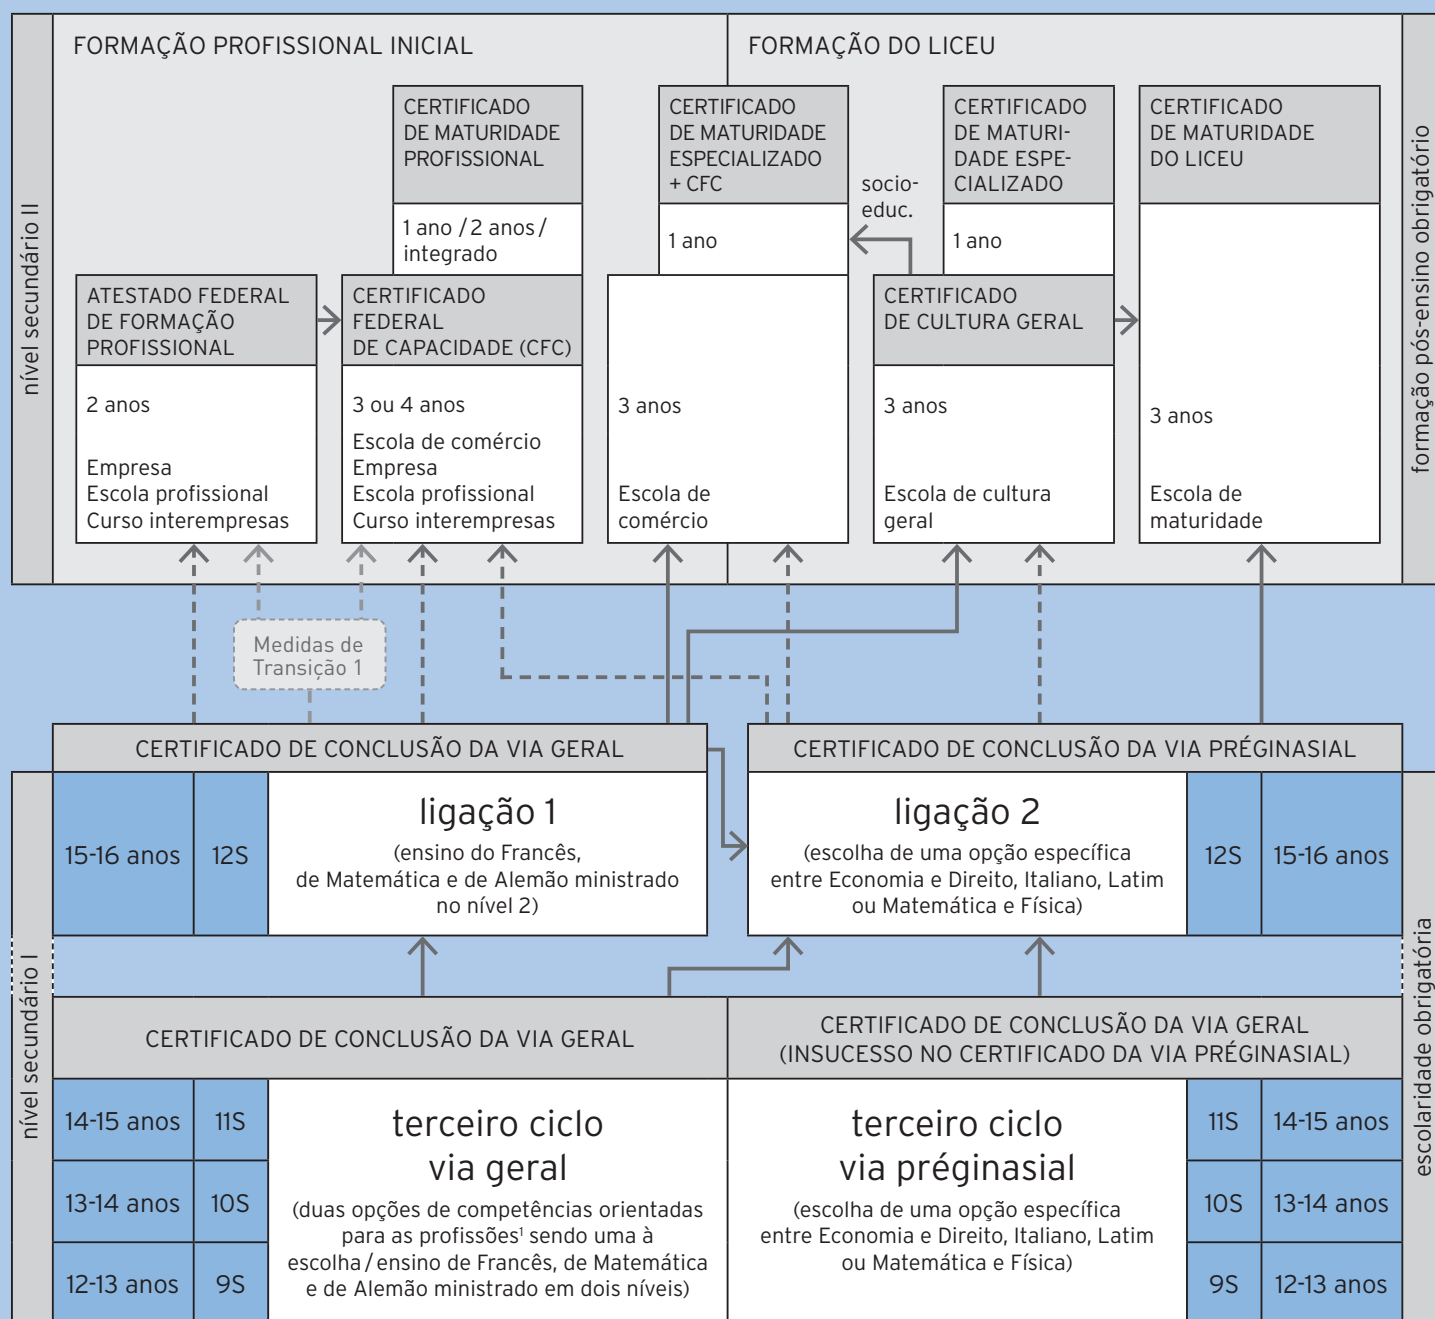 FORMAÇÃO PROFISSIONAL INICIAL
FORMAÇÃO DO LICEU
nível secundário II
formação pós-ensino obrigatório
CERTIFICADO
DE MATURIDADE
PROFISSIONAL
1 ano / 2 anos /
integrado
CERTIFICADO
DE MATURIDADE
ESPECIALIZADO
+ CFC
1 ano
socio-
educ.
CERTIFICADO
DE MATURI-
DADE ESPE-
CIALIZADO
1 ano
CERTIFICADO
DE MATURIDADE
DO LICEU
ATESTADO FEDERAL
DE FORMAÇÃO
PROFISSIONAL
2 anos
Empresa
Escola profissional
Curso interempresas
CERTIFICADO
FEDERAL
DE CAPACIDADE (CFC)
3 ou 4 anos
Escola de comércio
Empresa
Escola profissional
Curso interempresas
3 anos
Escola de
comércio
CERTIFICADO
DE CULTURA GERAL
3 anos
Escola de cultura
geral
3 anos
Escola de
maturidade
Medidas de
Transição 1
CERTIFICADO DE CONCLUSÃO DA VIA GERAL
CERTIFICADO DE CONCLUSÃO DA VIA PRÉGINASIAL
nível secundário I
escolaridade obrigatória
15-16 anos
12S
ligação 1
(ensino do Francês,
de Matemática e de Alemão ministrado
no nível 2)
ligação 2
(escolha de uma opção específica
entre Economia e Direito, Italiano, Latim
ou Matemática e Física)
12S
15-16 anos
CERTIFICADO DE CONCLUSÃO DA VIA GERAL
CERTIFICADO DE CONCLUSÃO DA VIA GERAL
(INSUCESSO NO CERTIFICADO DA VIA PRÉGINASIAL)
14-15 anos
11S
13-14 anos
10S
12-13 anos
9S
terceiro ciclo
via geral
(duas opções de competências orientadas
para as profissões¹ sendo uma à
escolha / ensino de Francês, de Matemática
e de Alemão ministrado em dois níveis)
terceiro ciclo
via préginasial
(escolha de uma opção específica
entre Economia e Direito, Italiano, Latim
ou Matemática e Física)
11S
14-15 anos
10S
13-14 anos
9S
12-13 anos